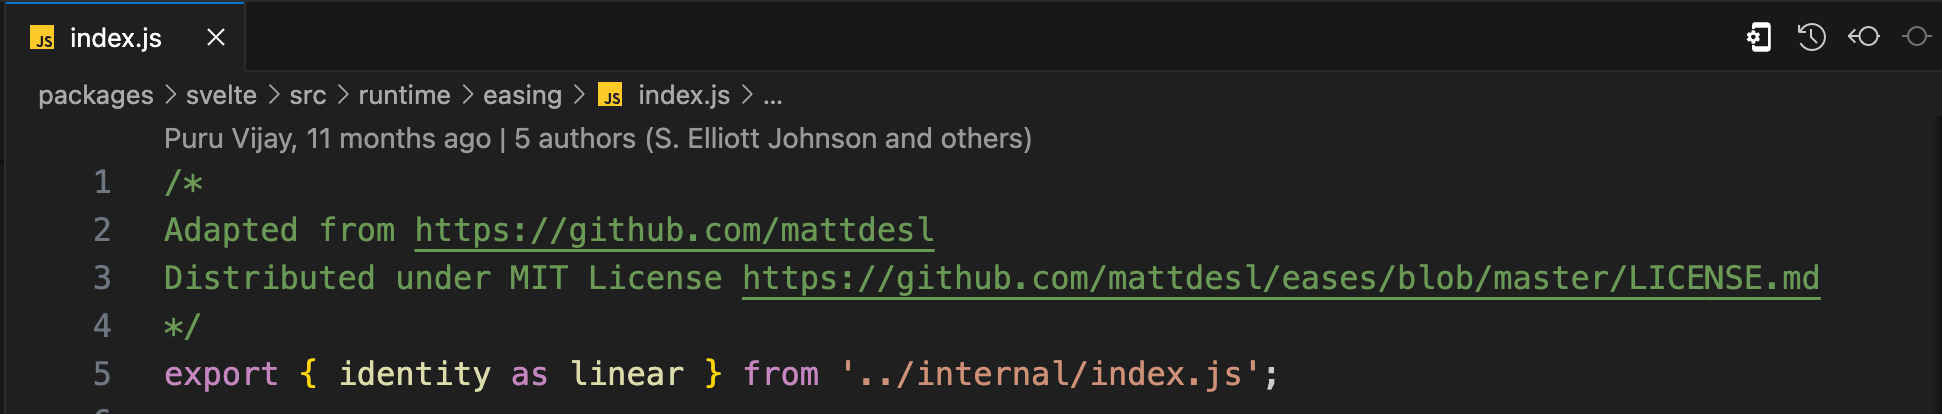 JS index.js
packages > svelte > src > runtime > easing > JS index.js > ...
Puru Vijay, 11 months ago | 5 authors (S. Elliott Johnson and others)
1 /*
2 Adapted from https://github.com/mattdesl
3 Distributed under MIT License https://github.com/mattdesl/eases/blob/master/LICENSE.md
4 */
5 export { identity as linear } from '../internal/index.js';